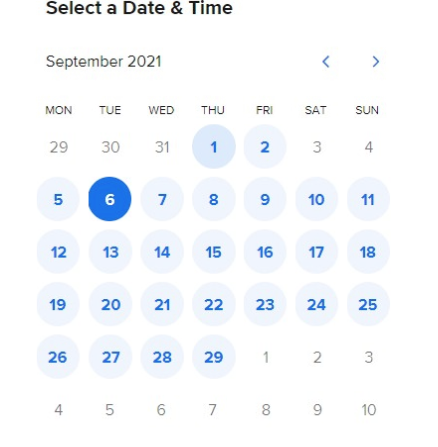 Select a Date & Time
September 2021
MON TUE WED THU FRI SAT SUN
29 30 31 1 2 3 4
5 6 7 8 9 10 11
12 13 14 15 16 17 18
19 20 21 22 23 24 25
26 27 28 29 1 2 3
4 5 6 7 8 9 10